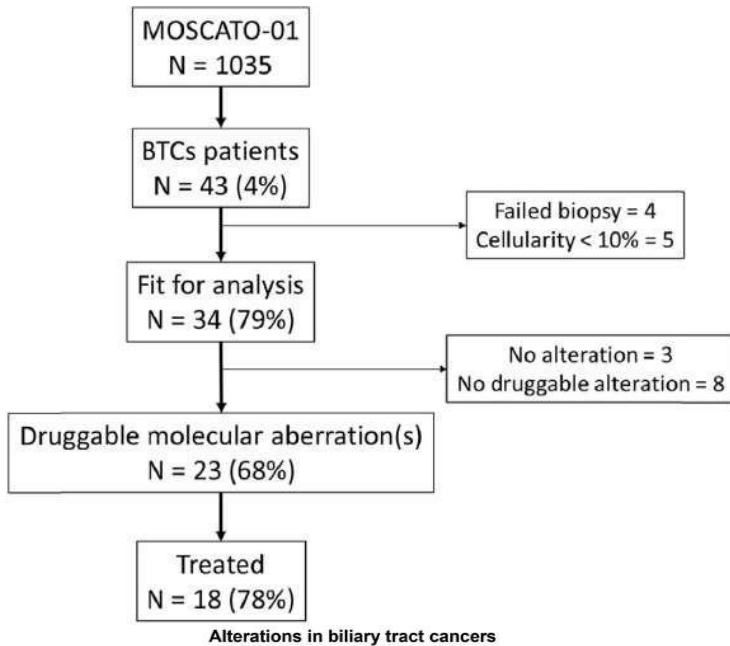 MOSCATO-01
N = 1035
BTCs patients
N = 43 (4%)
Failed biopsy = 4
Cellularity < 10% = 5
Fit for analysis
N = 34 (79%)
No alteration = 3
No druggable alteration = 8
Druggable molecular aberration(s)
N = 23 (68%)
Treated
N = 18 (78%)
Alterations in biliary tract cancers